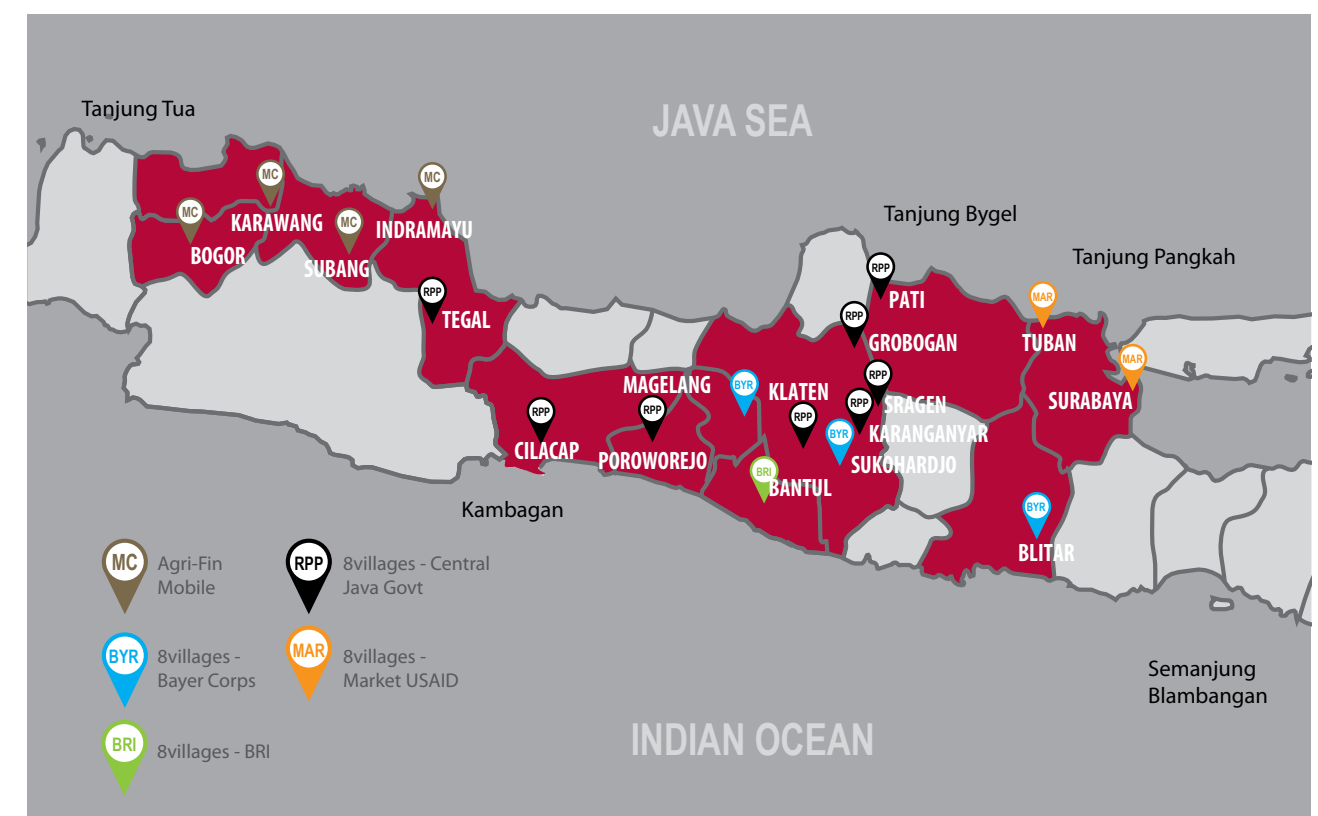 JAVA SEA
Tanjung Tua
MC
MC
MC
MC
KARAWANG
INDRAMAYU
BOGOR
SUBANG
Tanjung Bygel
Tanjung Pangkah
RPP
TEGAL
RPP
PATI
RPP
GROBOGAN
MAR
TUBAN
MAR
SURABAYA
MAGELANG
BYR
KLATEN
RPP
SRAGEN
RPP
KARANGANYAR
RPP
CILACAP
RPP
POROWOREJO
RPP
BYR
SUKOHARDJO
BRI
BANTUL
BYR
BLITAR
Kambagan
MC
Agri-Fin
Mobile
RPP
8villages - Central
Java Govt
BYR
8villages -
Bayer Corps
MAR
8villages -
Market USAID
BRI
8villages - BRI
Semanjung
Blambangan
INDIAN OCEAN